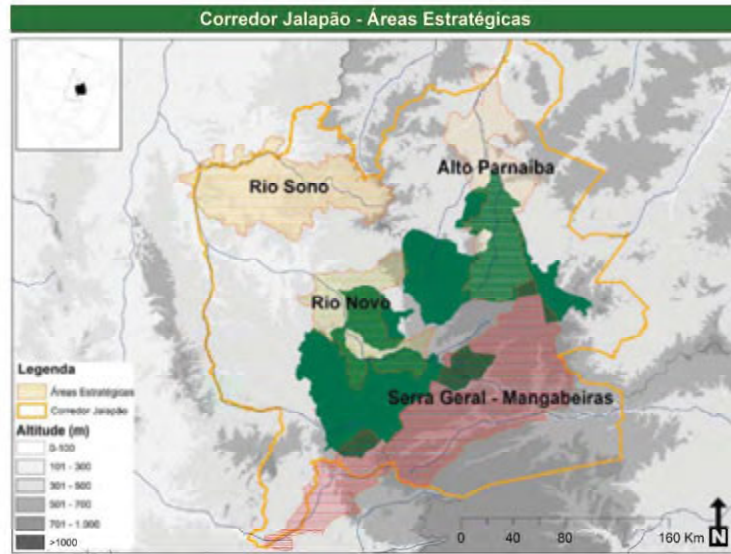 Corredor Jalapão - Áreas Estratégicas
Alto Parnaiba
Rio Sono
Rio Novo
Serra Geral - Mangabeiras
Legenda
Áreas Estratégicas
Corredor Jalapão
Altitude (m)
0-100
101 - 300
301 - 500
501 - 700
701 - 1.000
>1000
0 40 80 160 Km
N